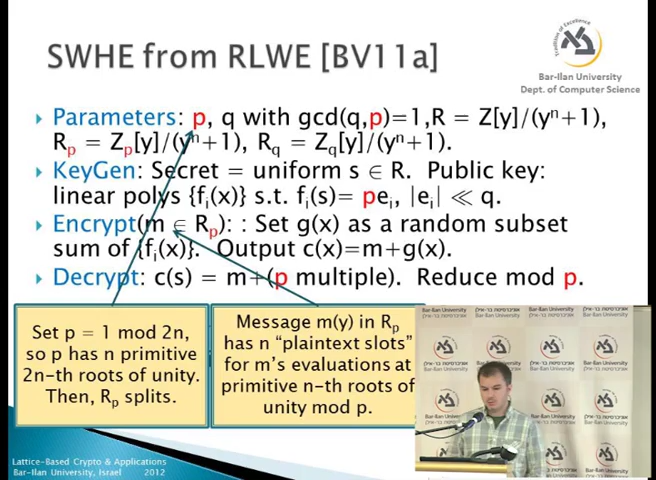 SWHE from RLWE [BV11a]
Bar-Ilan University
Dept. of Computer Science
Parameters: p, q with gcd(q,p)=1,R = Z[y]/(yⁿ+1),
Rₚ = Zₚ[y]/(yⁿ+1), R_q = Z_q[y]/(yⁿ+1).
KeyGen: Secret = uniform s ∈ R. Public key:
linear polys {fᵢ(x)} s.t. fᵢ(s)= peᵢ, |eᵢ| ≪ q.
Encrypt(m ∈ Rₚ): : Set g(x) as a random subset
sum of {fᵢ(x)}. Output c(x)=m+g(x).
Decrypt: c(s) = m+(p multiple). Reduce mod p.
Set p = 1 mod 2n,
so p has n primitive
2n-th roots of unity.
Then, Rₚ splits.
Message m(y) in Rₚ
has n “plaintext slots”
for m’s evaluations at
primitive n-th roots of
unity mod p.
Lattice-Based Crypto & Applications
Bar-Ilan University, Israel 2012